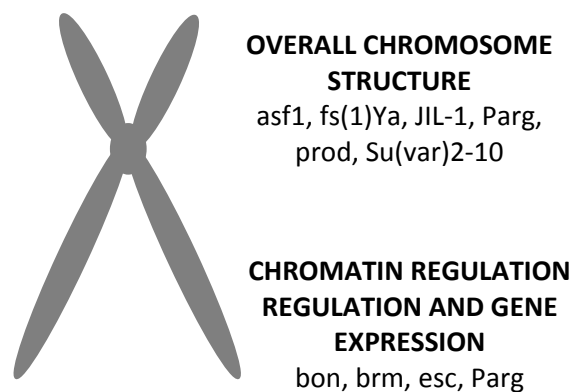 OVERALL CHROMOSOME
STRUCTURE
asf1, fs(1)Ya, JIL-1, Parg,
prod, Su(var)2-10
CHROMATIN REGULATION
REGULATION AND GENE
EXPRESSION
bon, brm, esc, Parg